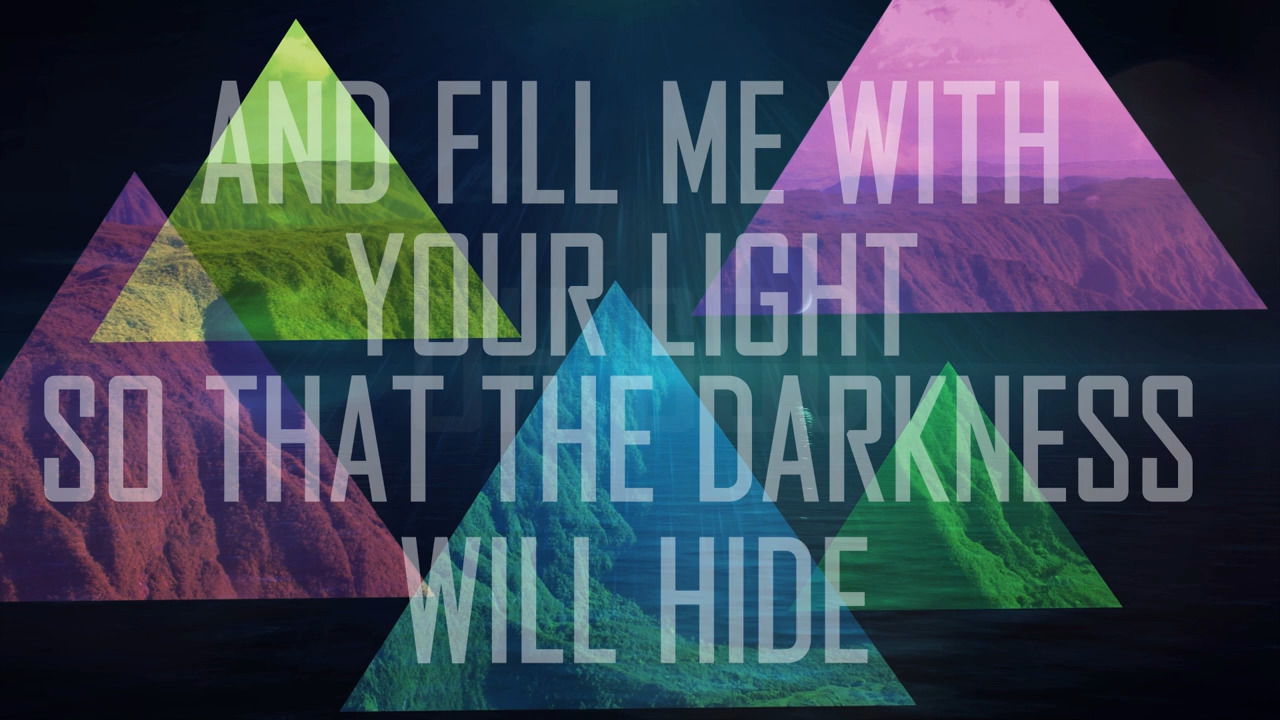 AND FILL ME WITH
YOUR LIGHT
SO THAT THE DARKNESS
WILL HIDE